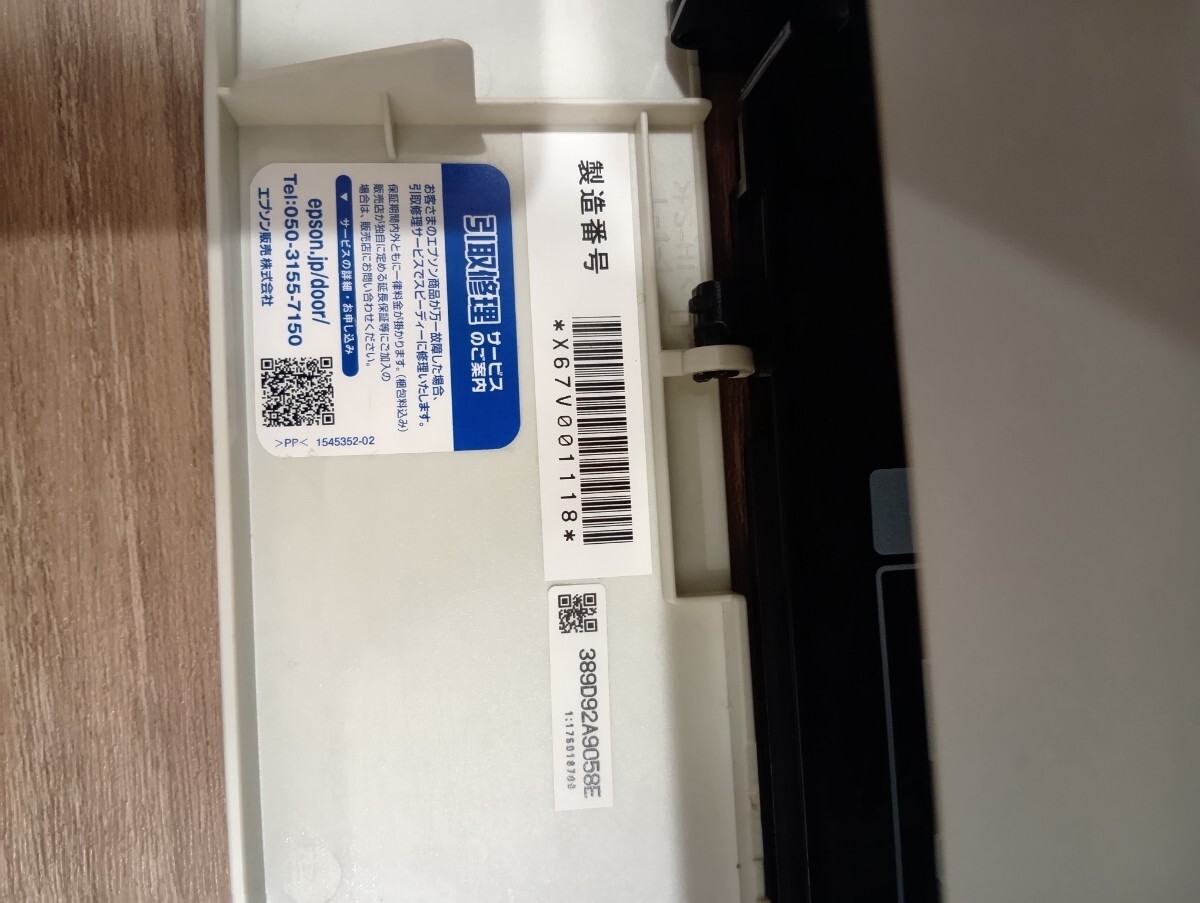 引取修理 サービスのご案内
お客さまのエプソン商品が万一故障した場合、
引取修理サービスでスピーディーに修理いたします。
保証期間内外ともに一律料金が掛かります。(梱包料込み)
販売店が独自に定める延長保証等にご加入の
場合は、販売店にお問い合わせください。
▼ サービスの詳細・お申し込み
epson.jp/door/
Tel:050-3155-7150
エプソン販売 株式会社
>PP< 1545352-02
製造番号
*X67V001118*
389D92A9058E